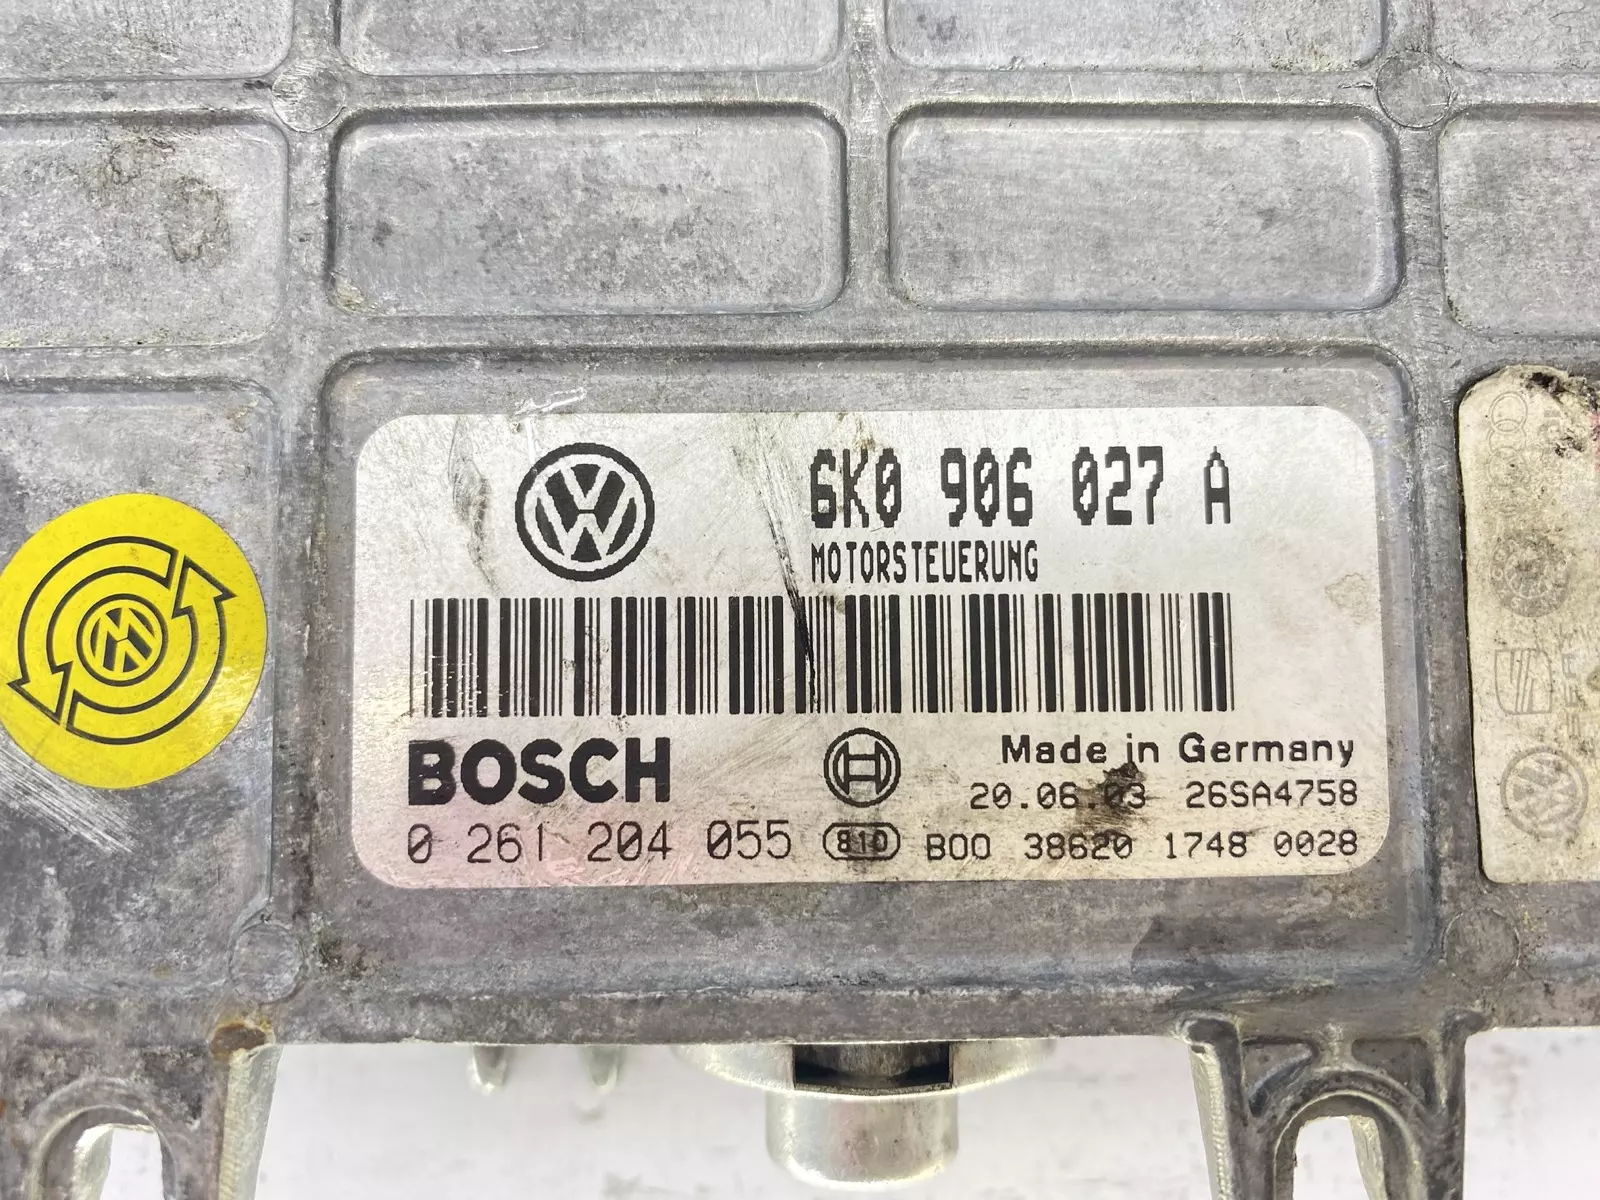 6K0 906 027 A
MOTORSTEUERUNG
BOSCH
Made in Germany
20.06.03 26SA4758
0 261 204 055 810 B00 38620 1748 0028
SEAT